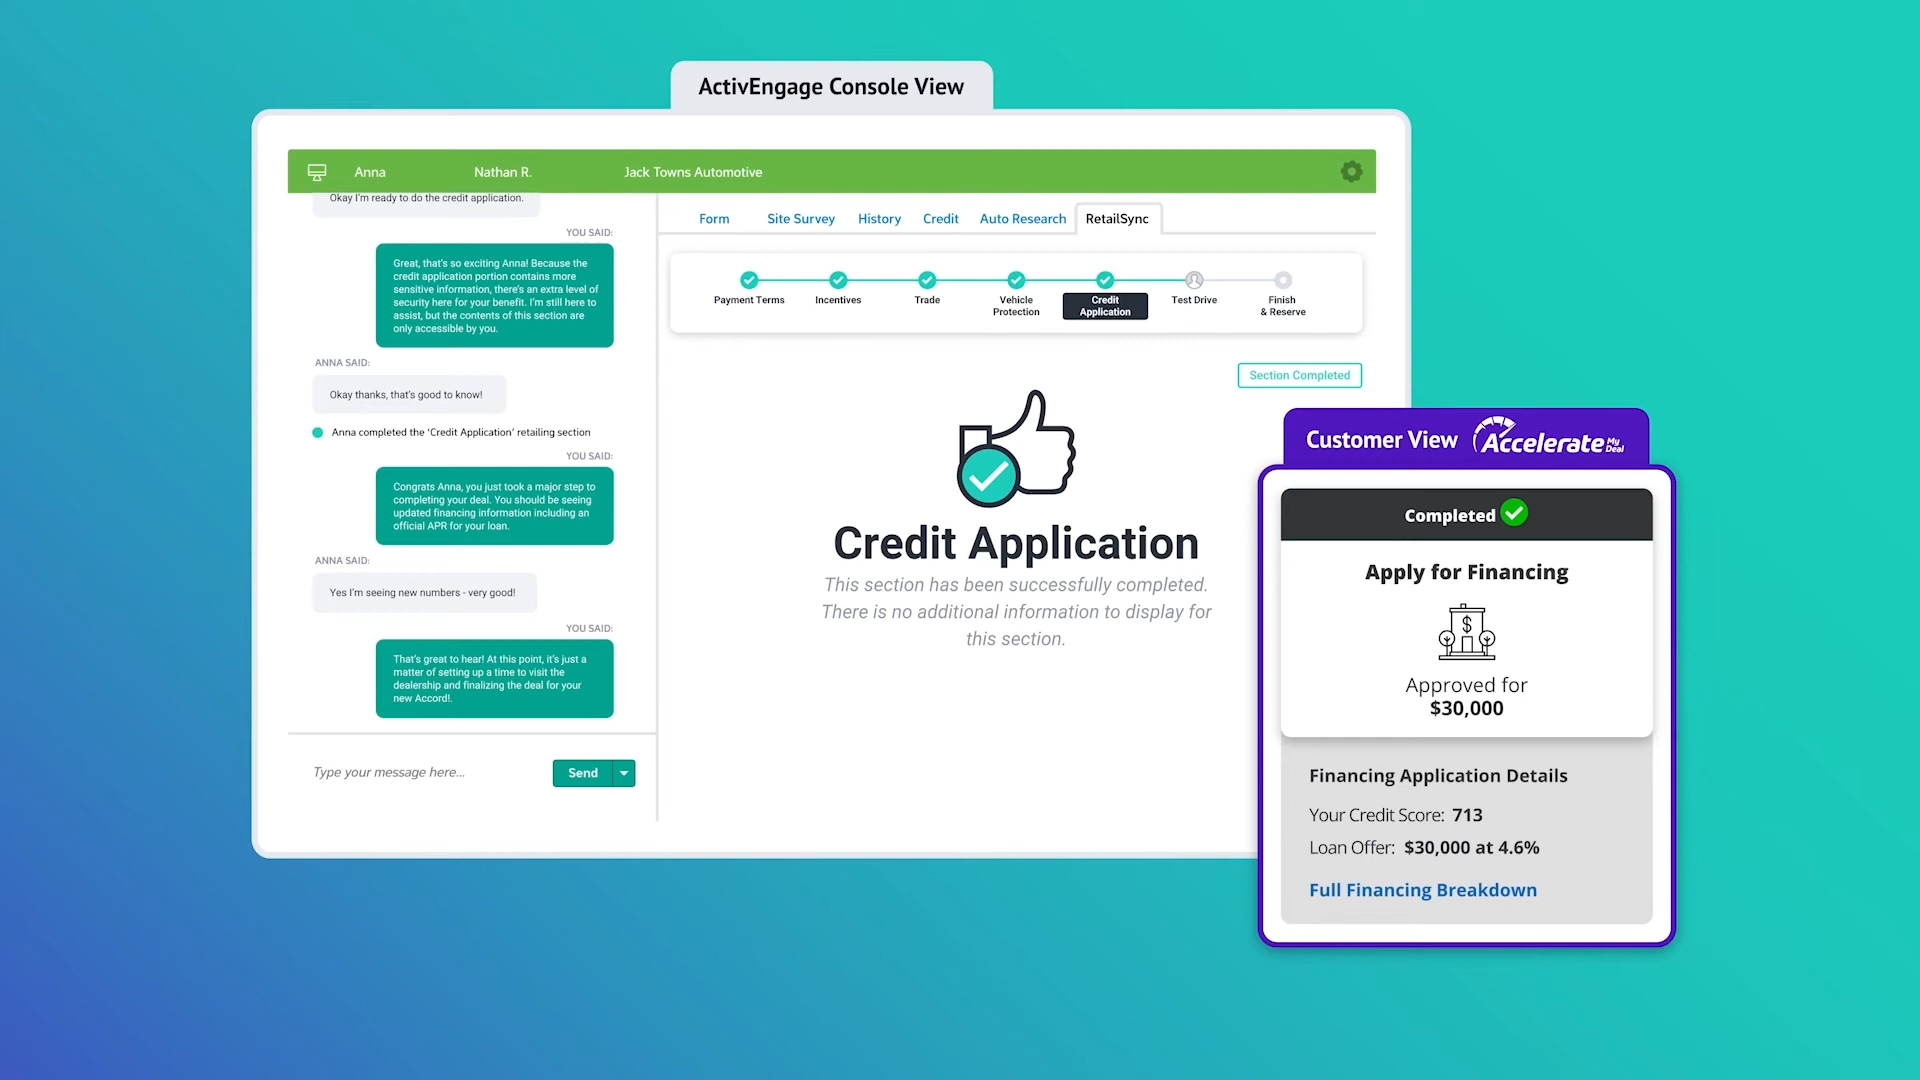 ActivEngage Console View
Anna
Nathan R.
Jack Towns Automotive
Okay I'm ready to do the credit application.
YOU SAID:
Great, that's so exciting Anna! Because the
credit application portion contains more
sensitive information, there's an extra level of
security here for your benefit. I'm still here to
assist, but the contents of this section are
only accessible by you.
ANNA SAID:
Okay thanks, that's good to know!
Anna completed the 'Credit Application' retailing section
YOU SAID:
Congrats Anna, you just took a major step to
completing your deal. You should be seeing
updated financing information including an
official APR for your loan.
ANNA SAID:
Yes I'm seeing new numbers - very good!
YOU SAID:
That's great to hear! At this point, it's just a
matter of setting up a time to visit the
dealership and finalizing the deal for your
new Accord!.
Type your message here...
Send
Form
Site Survey
History
Credit
Auto Research
RetailSync
Payment Terms
Incentives
Trade
Vehicle
Protection
Credit
Application
Test Drive
Finish
& Reserve
Section Completed
Credit Application
This section has been successfully completed.
There is no additional information to display for
this section.
Customer View
Accelerate My Deal
Completed
Apply for Financing
$
Approved for
$30,000
Financing Application Details
Your Credit Score: 713
Loan Offer: $30,000 at 4.6%
Full Financing Breakdown